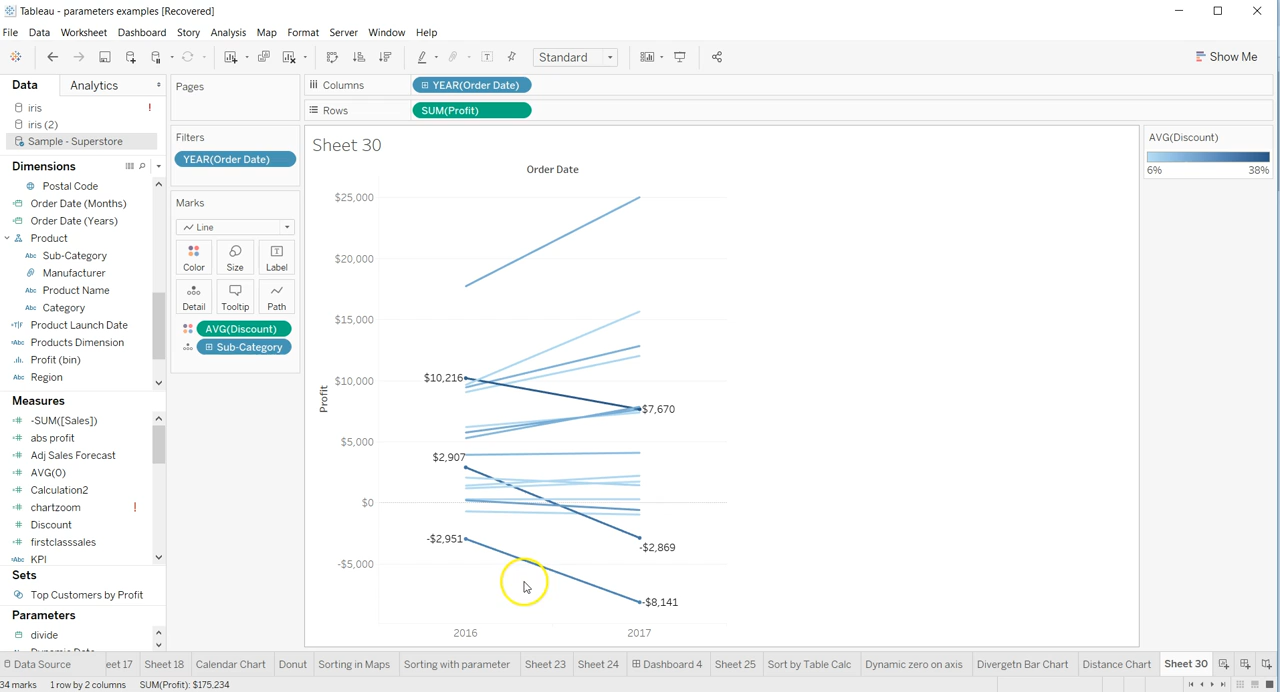 Tableau - parameters examples [Recovered]
File Data Worksheet Dashboard Story Analysis Map Format Server Window Help
Standard
Show Me
Data Analytics
iris !
iris (2)
Sample - Superstore
Dimensions
Postal Code
Order Date (Months)
Order Date (Years)
Product
Abc Sub-Category
Manufacturer
Abc Product Name
Abc Category
Product Launch Date
Products Dimension
Profit (bin)
Abc Region
Measures
-SUM([Sales])
abs profit
Adj Sales Forecast
AVG(0)
Calculation2
chartzoom !
Discount
firstclasssales
KPI
Sets
Top Customers by Profit
Parameters
divide
Pages
Filters
YEAR(Order Date)
Marks
Line
Color Size Label
Detail Tooltip Path
AVG(Discount)
Sub-Category
Columns YEAR(Order Date)
Rows SUM(Profit)
Sheet 30
Order Date
$25,000
$20,000
$15,000
$10,000
$5,000
$0
-$5,000
Profit
$10,216
$7,670
$2,907
-$2,869
-$2,951
-$8,141
2016 2017
AVG(Discount)
6% 38%
Data Source eet 17 Sheet 18 Calendar Chart Donut Sorting in Maps Sorting with parameter Sheet 23 Sheet 24 Dashboard 4 Sheet 25 Sort by Table Calc Dynamic zero on axis Divergetn Bar Chart Distance Chart Sheet 30
34 marks 1 row by 2 columns SUM(Profit): $175,234